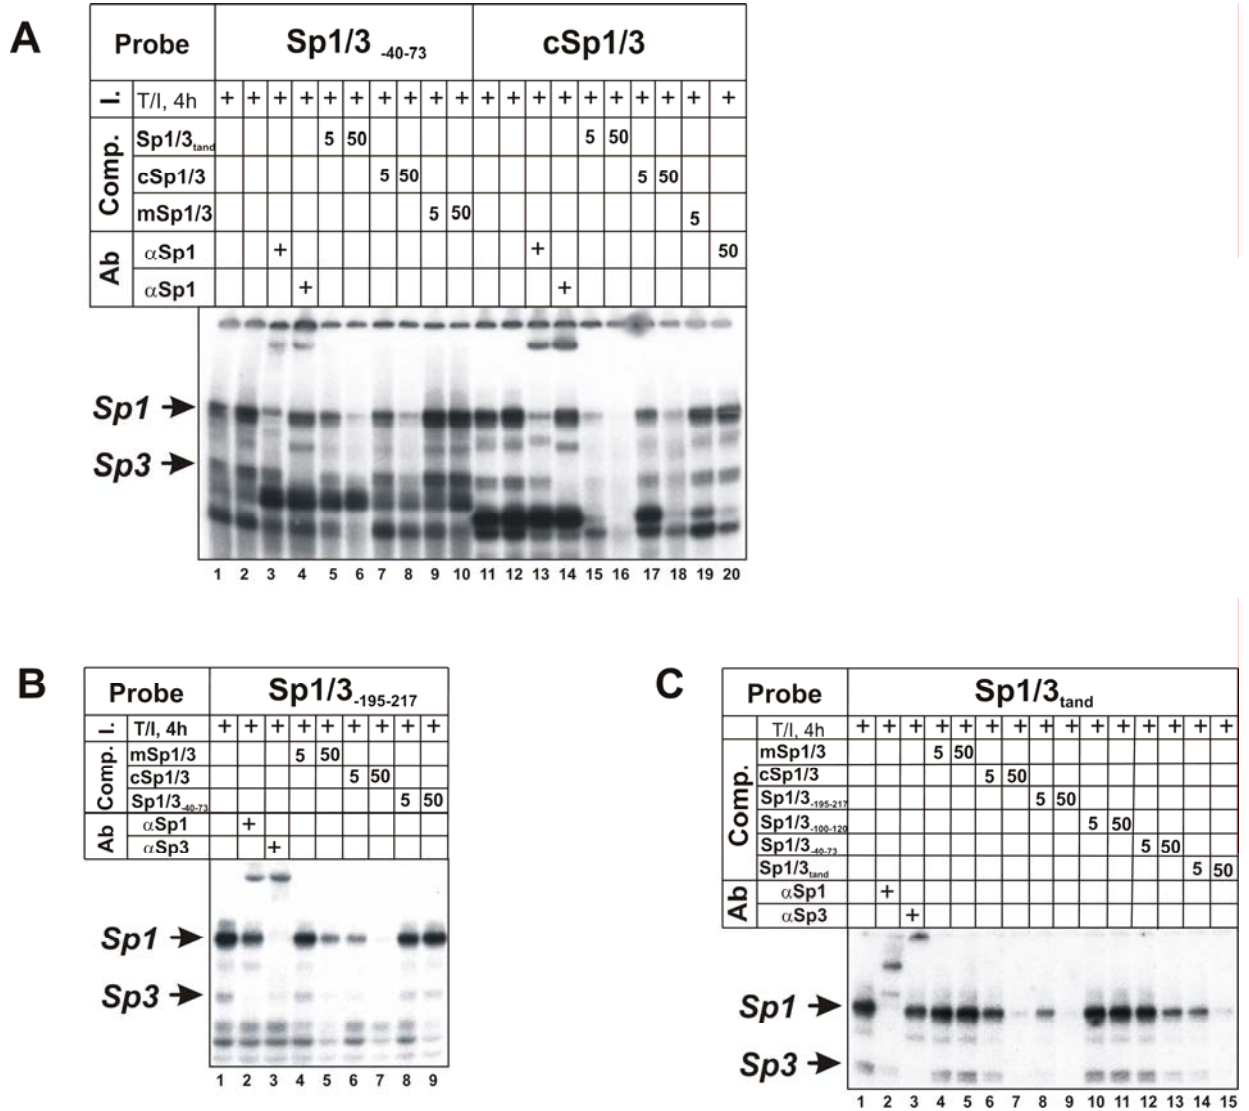 A
Probe Sp1/3 -40-73 cSp1/3
I. T/I, 4h + + + + + + + + + + + + + + + + + + + +
Comp. Sp1/3tand 5 50 5 50
cSp1/3 5 50 5 50
mSp1/3 5 50 5
Ab αSp1 + + 50
αSp1 + +
Sp1
Sp3
1 2 3 4 5 6 7 8 9 10 11 12 13 14 15 16 17 18 19 20
B
Probe Sp1/3-195-217
I. T/I, 4h + + + + + + + + +
Comp. mSp1/3 5 50
cSp1/3 5 50
Sp1/3-40-73 5 50
Ab αSp1 +
αSp3 +
Sp1
Sp3
1 2 3 4 5 6 7 8 9
C
Probe Sp1/3tand
T/I, 4h + + + + + + + + + + + + + + +
Comp. mSp1/3 5 50
cSp1/3 5 50
Sp1/3-195-217 5 50
Sp1/3-100-120 5 50
Sp1/3-40-73 5 50
Sp1/3tand 5 50
Ab αSp1 +
αSp3 +
Sp1
Sp3
1 2 3 4 5 6 7 8 9 10 11 12 13 14 15